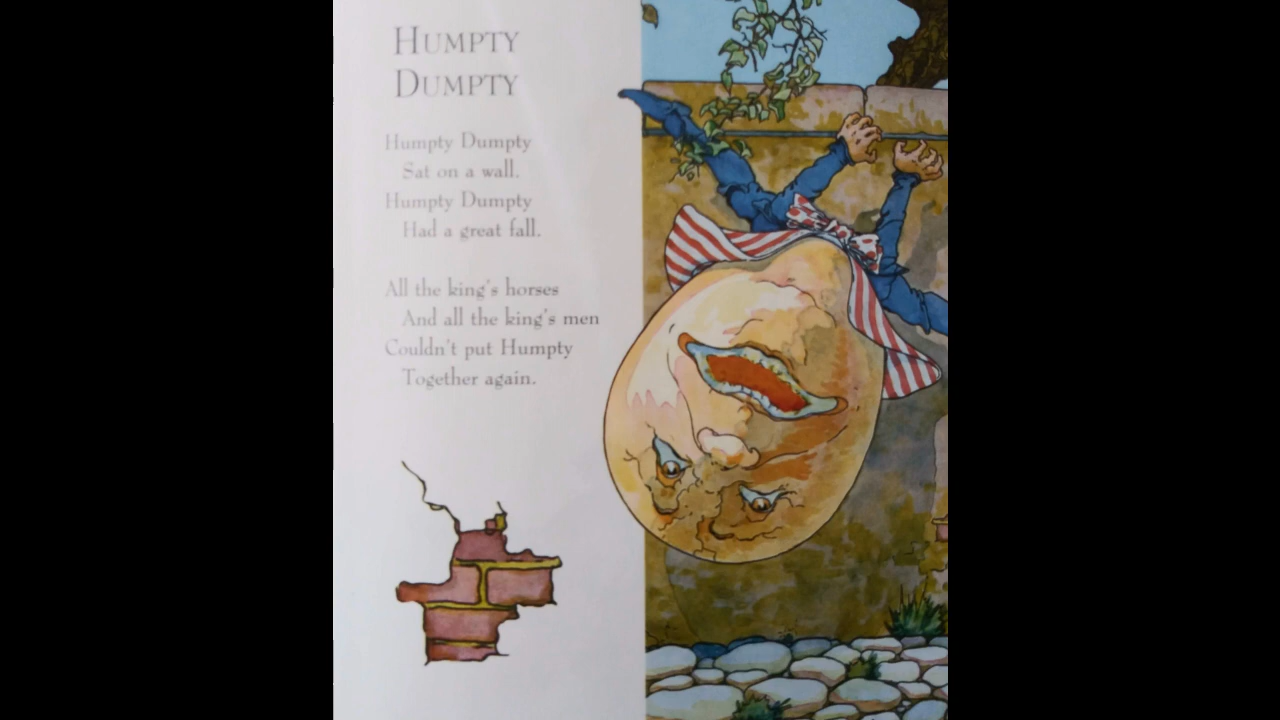 HUMPTY
DUMPTY
Humpty Dumpty
Sat on a wall.
Humpty Dumpty
Had a great fall.
All the king's horses
And all the king's men
Couldn't put Humpty
Together again.